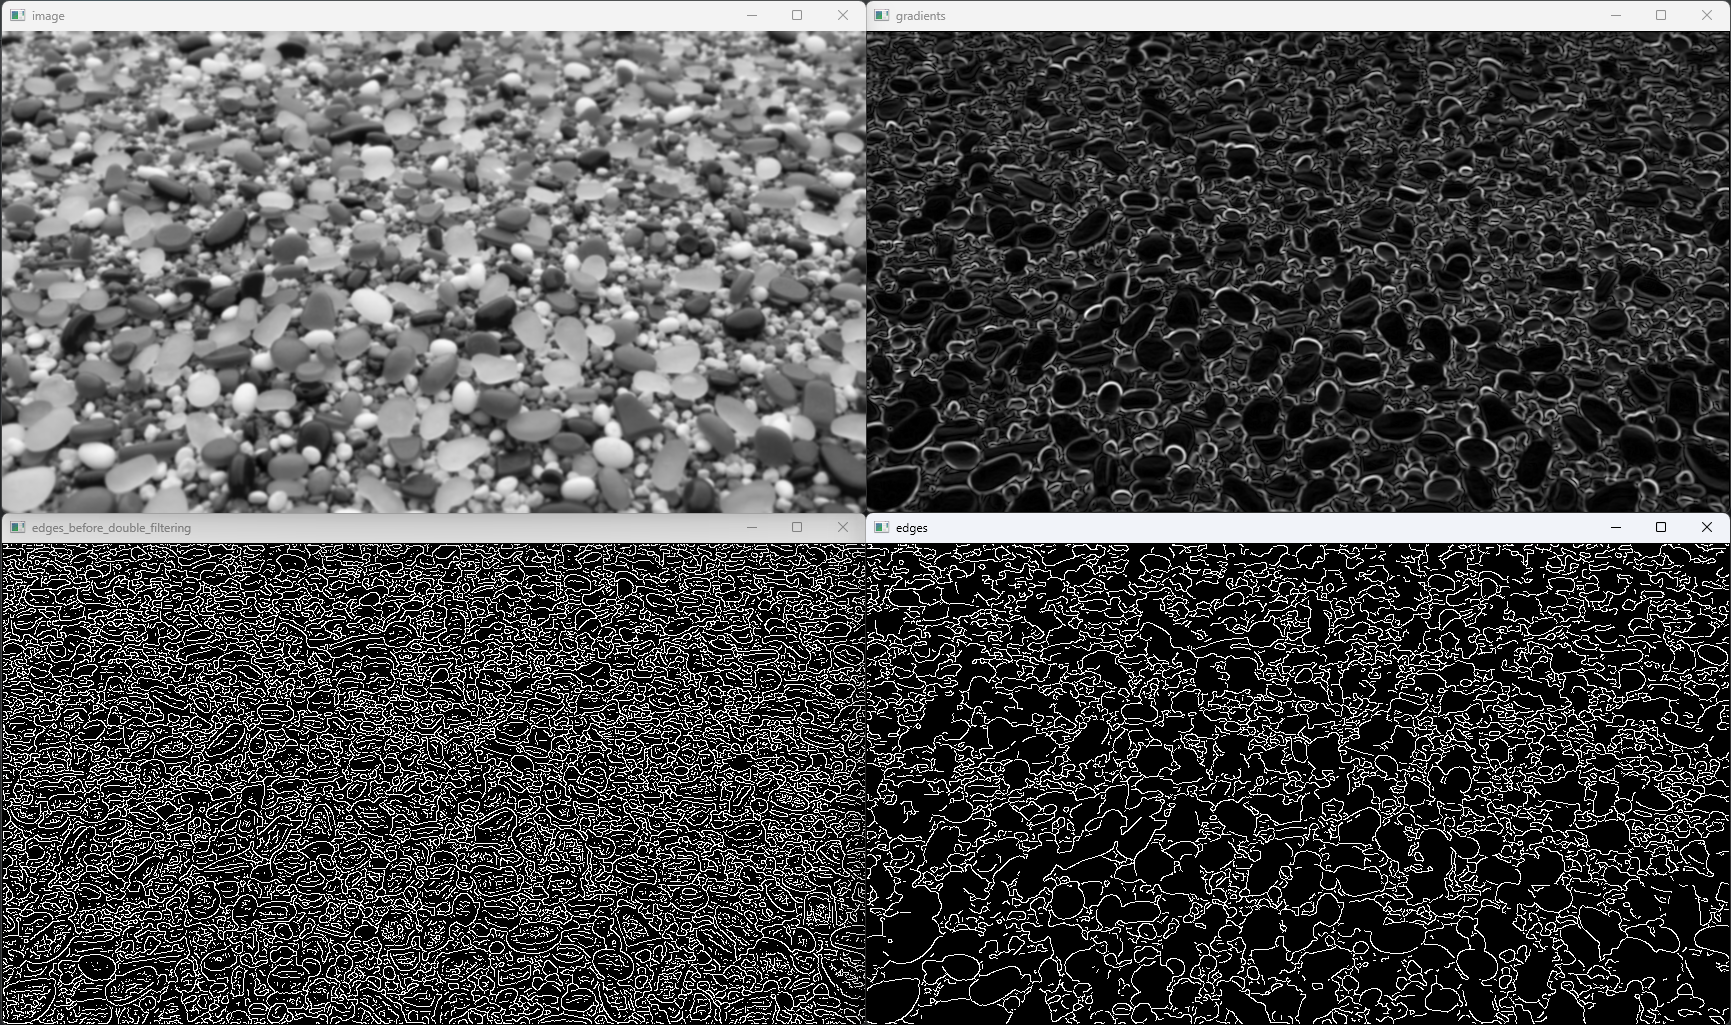 image
gradients
edges_before_double_filtering
edges